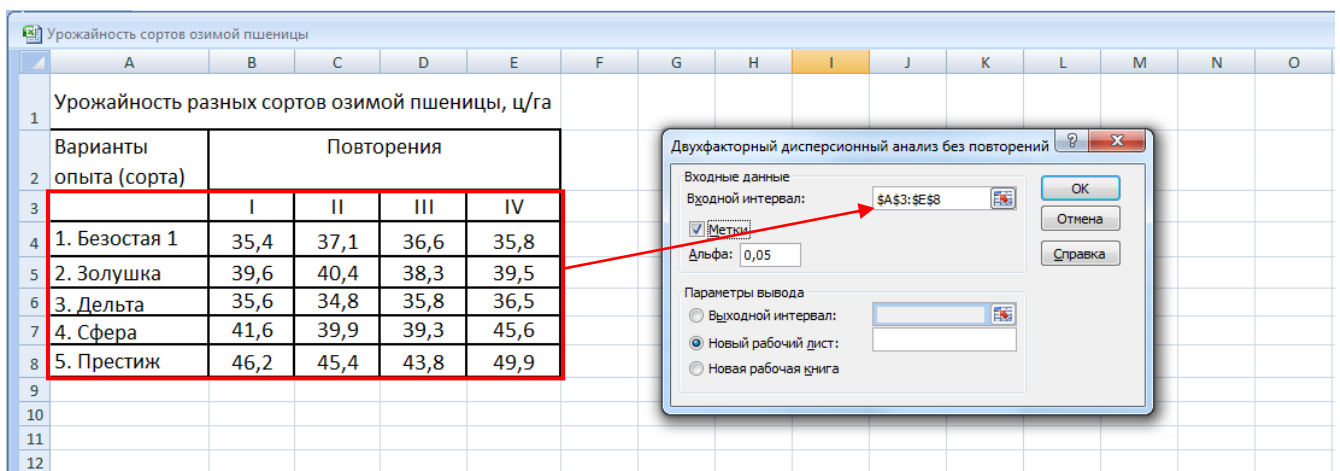 Урожайность сортов озимой пшеницы
A B C D E F G H I J K L M N O
1 Урожайность разных сортов озимой пшеницы, ц/га
Варианты Повторения
2 опыта (сорта)
3 I II III IV
4 1. Безостая 1 35,4 37,1 36,6 35,8
5 2. Золушка 39,6 40,4 38,3 39,5
6 3. Дельта 35,6 34,8 35,8 36,5
7 4. Сфера 41,6 39,9 39,3 45,6
8 5. Престиж 46,2 45,4 43,8 49,9
9
10
11
12
Двухфакторный дисперсионный анализ без повторений ? X
Входные данные
Входной интервал: $A$3:$E$8
Метки
Альфа: 0,05
Параметры вывода
Выходной интервал:
Новый рабочий лист:
Новая рабочая книга
ОК
Отмена
Справка